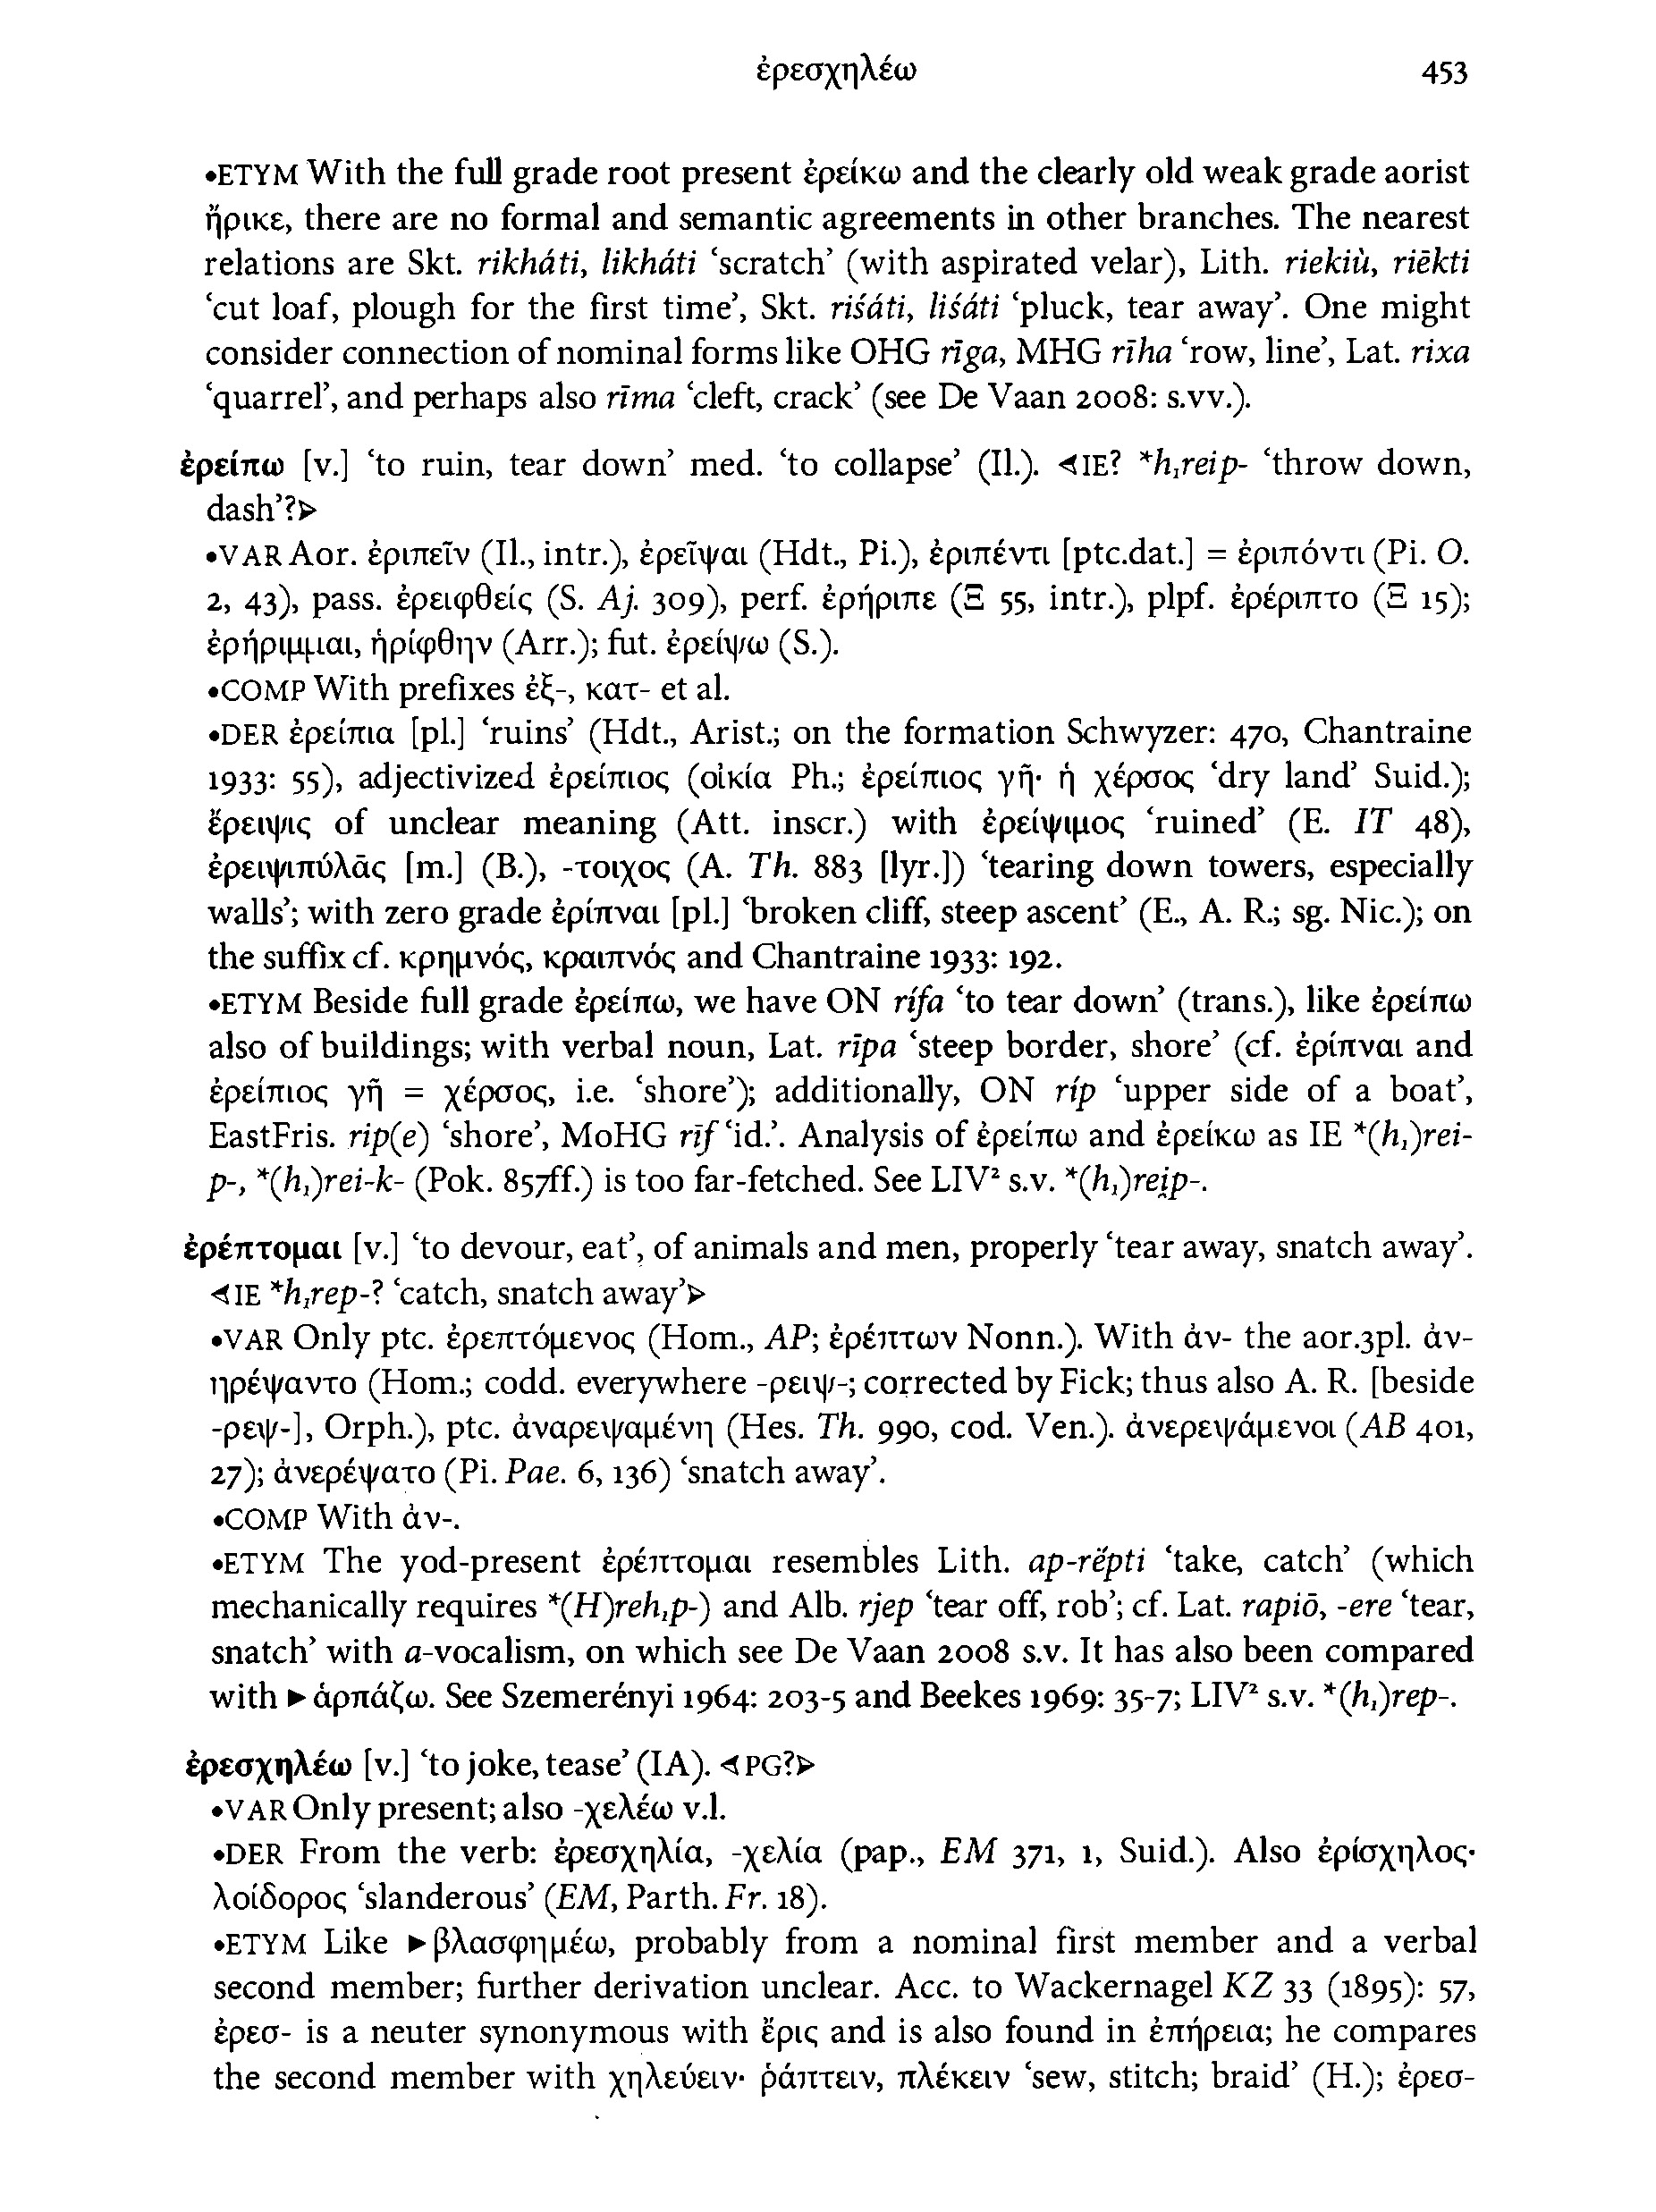 ἐρεσχηλέω 453
•ETYM With the full grade root present ἐρείκω and the clearly old weak grade aorist
ἤρικε, there are no formal and semantic agreements in other branches. The nearest
relations are Skt. rikháti, likháti ‘scratch’ (with aspirated velar), Lith. riekiù, riẽkti
‘cut loaf, plough for the first time’, Skt. riśáti, liśáti ‘pluck, tear away’. One might
consider connection of nominal forms like OHG rīga, MHG rīha ‘row, line’, Lat. rixa
‘quarrel’, and perhaps also rīma ‘cleft, crack’ (see De Vaan 2008: s.vv.).
ἐρείπω [v.] ‘to ruin, tear down’ med. ‘to collapse’ (Il.). ⊲IE? *h₁reip- ‘throw down,
dash’?⊳
•VAR Aor. ἐριπεῖν (Il., intr.), ἐρεῖψαι (Hdt., Pi.), ἐριπέντι [ptc.dat.] = ἐριπόντι (Pi. O.
2, 43), pass. ἐρειφθείς (S. Aj. 309), perf. ἐρήριπε (Ξ 55, intr.), plpf. ἐρέριπτο (Ξ 15);
ἐρήριμμαι, ἠρίφθην (Arr.); fut. ἐρείψω (S.).
•COMP With prefixes ἐξ-, κατ- et al.
•DER ἐρείπια [pl.] ‘ruins’ (Hdt., Arist.; on the formation Schwyzer: 470, Chantraine
1933: 55), adjectivized ἐρείπιος (οἰκία Ph.; ἐρείπιος γῆ· ἡ χέρσος ‘dry land’ Suid.);
ἔρειψις of unclear meaning (Att. inscr.) with ἐρείψιμος ‘ruined’ (E. IT 48),
ἐρειψιπύλᾱς [m.] (B.), -τοιχος (A. Th. 883 [lyr.]) ‘tearing down towers, especially
walls’; with zero grade ἐρίπναι [pl.] ‘broken cliff, steep ascent’ (E., A. R.; sg. Nic.); on
the suffix cf. κρημνός, κραιπνός and Chantraine 1933: 192.
•ETYM Beside full grade ἐρείπω, we have ON rífa ‘to tear down’ (trans.), like ἐρείπω
also of buildings; with verbal noun, Lat. rīpa ‘steep border, shore’ (cf. ἐρίπναι and
ἐρείπιος γῆ = χέρσος, i.e. ‘shore’); additionally, ON ríp ‘upper side of a boat’,
EastFris. rip(e) ‘shore’, MoHG rīf ‘id.’. Analysis of ἐρείπω and ἐρείκω as IE *(h₁)rei-
p-, *(h₁)rei-k- (Pok. 857ff.) is too far-fetched. See LIV² s.v. *(h₁)rei̯p-.
ἐρέπτομαι [v.] ‘to devour, eat’, of animals and men, properly ‘tear away, snatch away’.
⊲IE *h₁rep-? ‘catch, snatch away’⊳
•VAR Only ptc. ἐρεπτόμενος (Hom., AP; ἐρέπτων Nonn.). With ἀν- the aor.3pl. ἀν-
ηρέψαντο (Hom.; codd. everywhere -ρειψ-; corrected by Fick; thus also A. R. [beside
-ρειψ-], Orph.), ptc. ἀναρειψαμένη (Hes. Th. 990, cod. Ven.). ἀνερειψάμενοι (AB 401,
27); ἀνερέψατο (Pi. Pae. 6, 136) ‘snatch away’.
•COMP With ἀν-.
•ETYM The yod-present ἐρέπτομαι resembles Lith. ap-rė̃pti ‘take, catch’ (which
mechanically requires *(H)reh₁p-) and Alb. rjep ‘tear off, rob’; cf. Lat. rapiō, -ere ‘tear,
snatch’ with a-vocalism, on which see De Vaan 2008 s.v. It has also been compared
with ►ἁρπάζω. See Szemerényi 1964: 203-5 and Beekes 1969: 35-7; LIV² s.v. *(h₁)rep-.
ἐρεσχηλέω [v.] ‘to joke, tease’ (IA). ⊲PG?⊳
•VAR Only present; also -χελέω v.l.
•DER From the verb: ἐρεσχηλία, -χελία (pap., EM 371, 1, Suid.). Also ἐρίσχηλος·
λοίδορος ‘slanderous’ (EM, Parth. Fr. 18).
•ETYM Like ►βλασφημέω, probably from a nominal first member and a verbal
second member; further derivation unclear. Acc. to Wackernagel KZ 33 (1895): 57,
ἐρεσ- is a neuter synonymous with ἔρις and is also found in ἐπήρεια; he compares
the second member with χηλεύειν· ῥάπτειν, πλέκειν ‘sew, stitch; braid’ (H.); ἐρεσ-